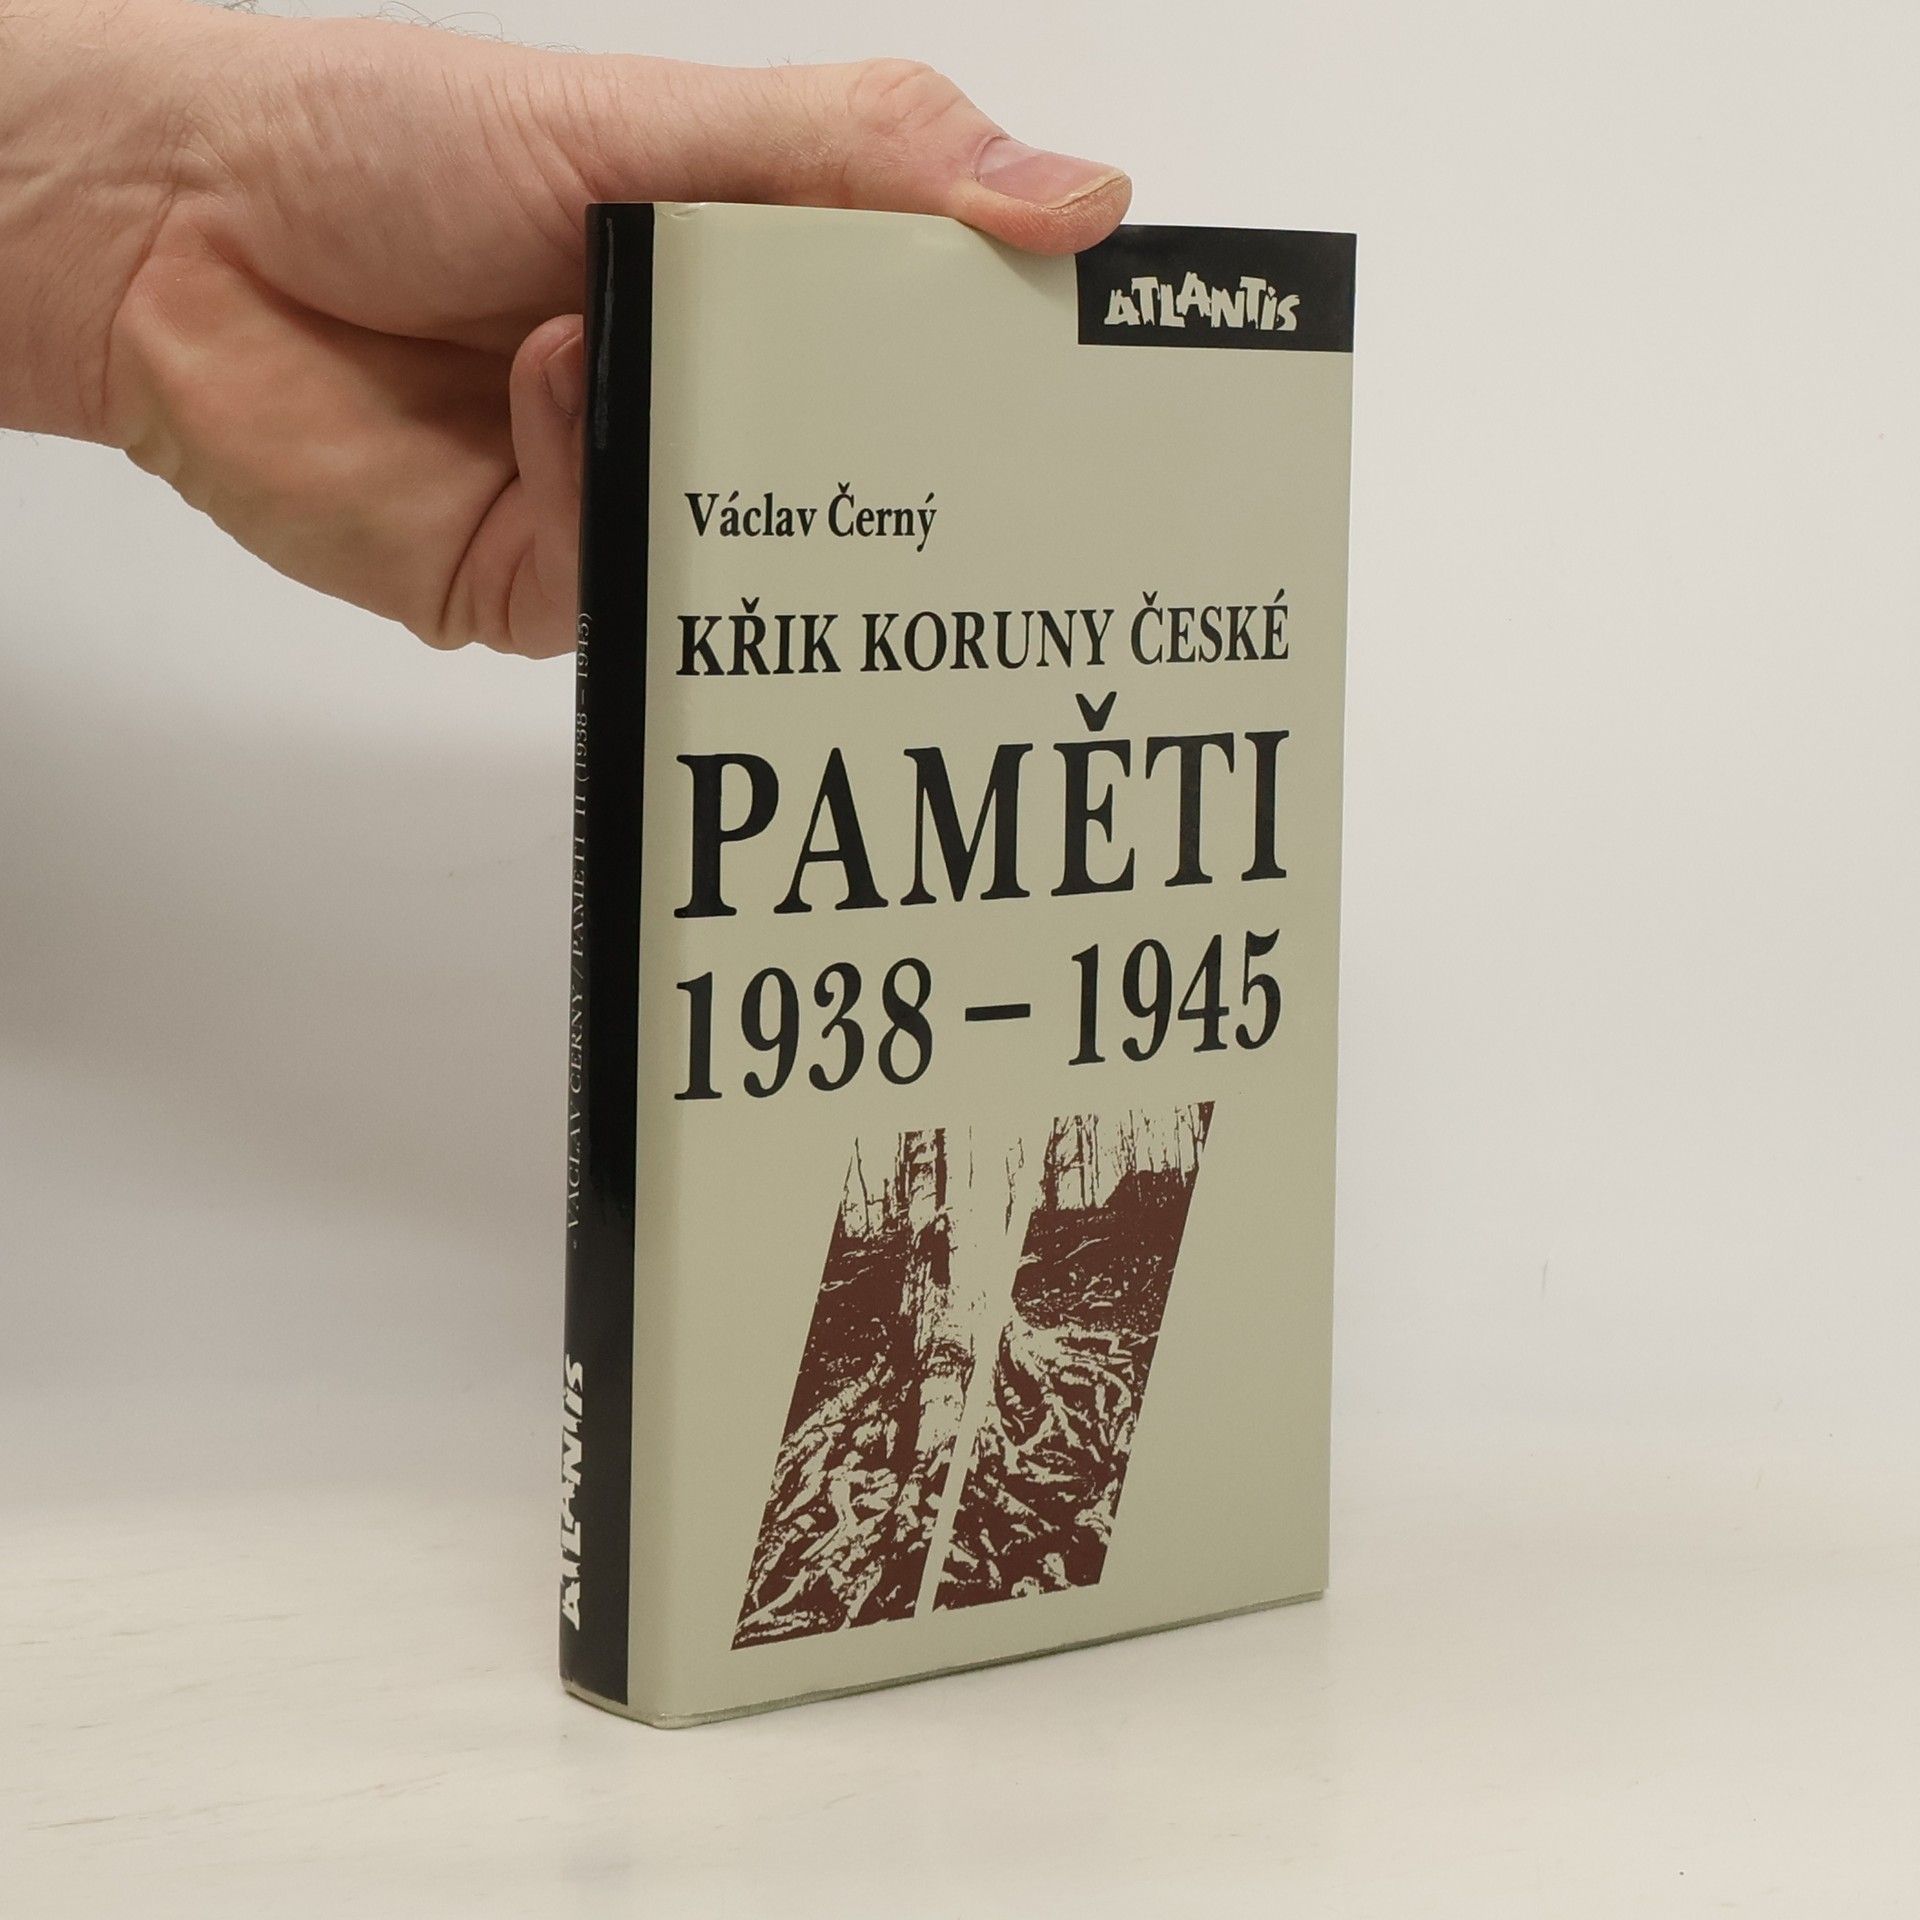 ATLANTIS
Václav Černý
KŘIK KORUNY ČESKÉ
PAMĚTI
1938 – 1945
VÁCLAV ČERNÝ / PAMĚTI II (1938 – 1945)
ATLANTIS